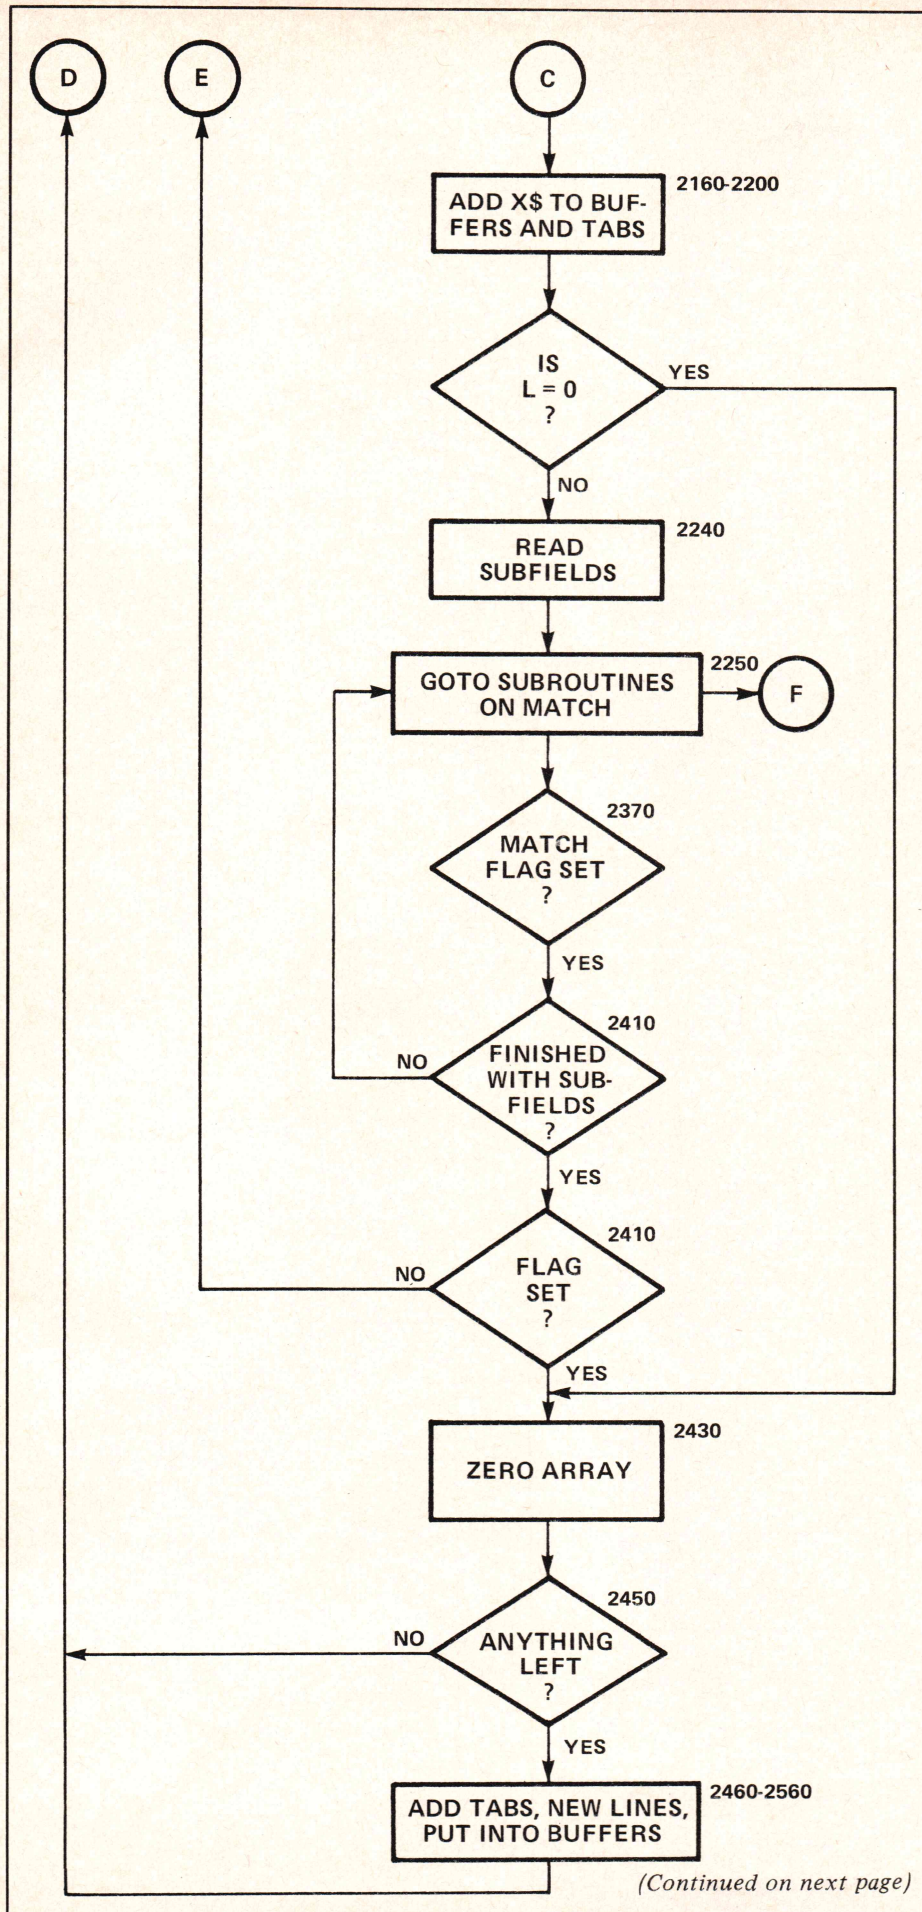 D
E
C
2160-2200
ADD X$ TO BUF-
FERS AND TABS
IS
L = 0
?
YES
NO
2240
READ
SUBFIELDS
2250
GOTO SUBROUTINES
ON MATCH
F
2370
MATCH
FLAG SET
?
YES
2410
FINISHED
WITH SUB-
FIELDS
?
NO
YES
2410
FLAG
SET
?
NO
YES
2430
ZERO ARRAY
2450
ANYTHING
LEFT
?
NO
YES
2460-2560
ADD TABS, NEW LINES,
PUT INTO BUFFERS
(Continued on next page)